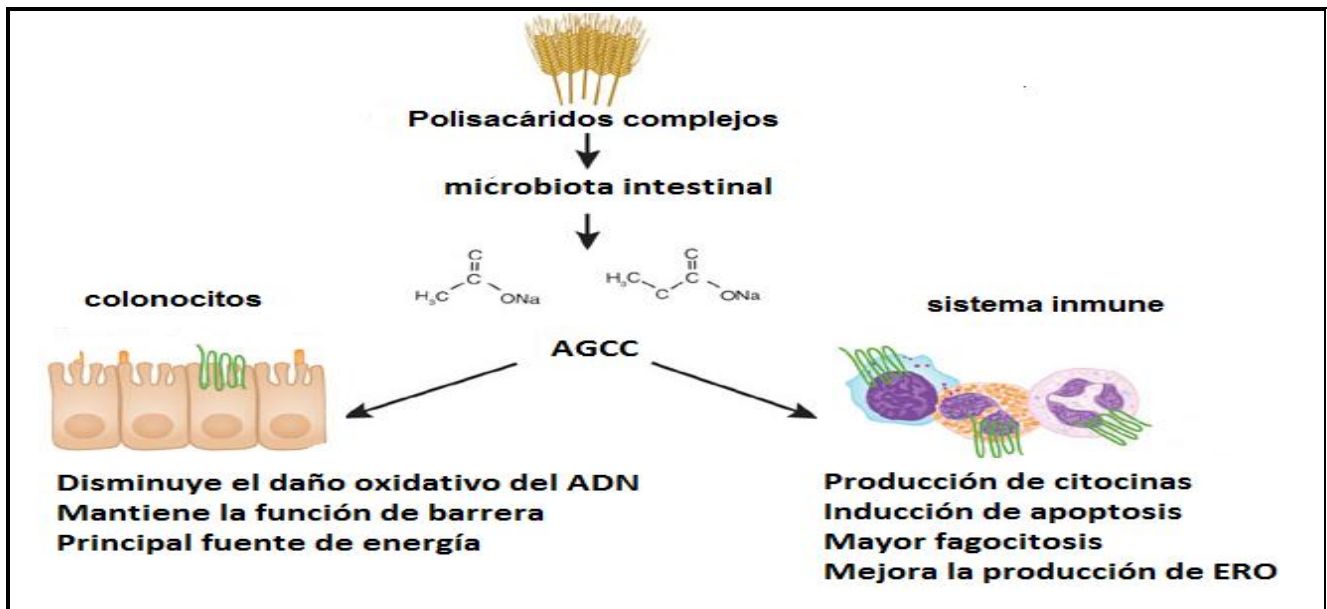 Polisacáridos complejos
microbiota intestinal
C
C
H₃C
ONa
C
H₃C
C
C
ONa
colonocitos
sistema inmune
AGCC
Disminuye el daño oxidativo del ADN
Mantiene la función de barrera
Principal fuente de energía
Producción de citocinas
Inducción de apoptosis
Mayor fagocitosis
Mejora la producción de ERO